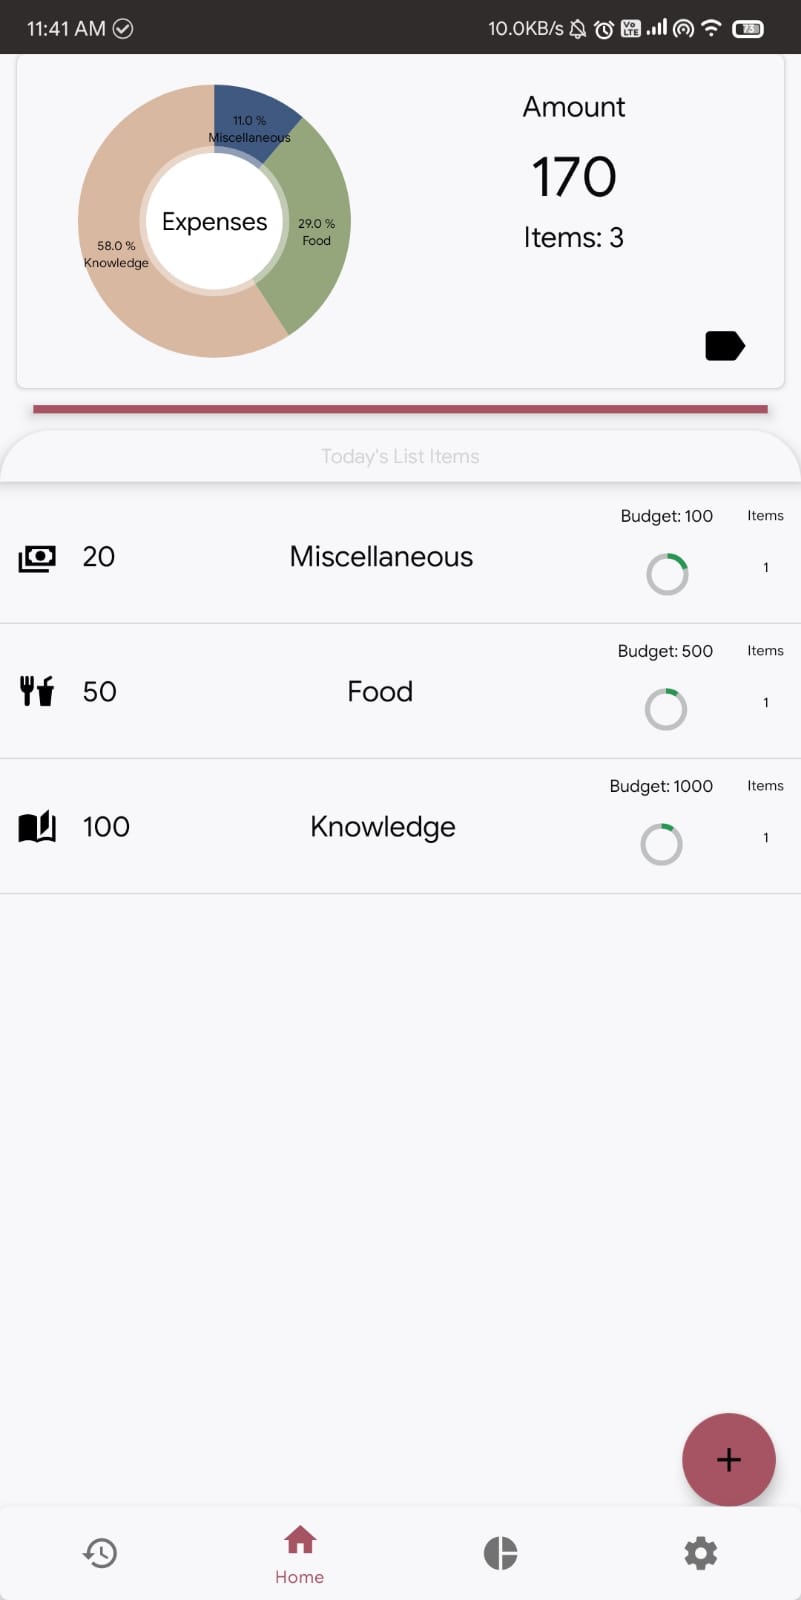 11:41 AM
10.0KB/s
Vo LTE
73
11.0 %
Miscellaneous
29.0 %
Food
58.0 %
Knowledge
Expenses
Amount
170
Items: 3
Today's List Items
20 Miscellaneous Budget: 100 Items 1
50 Food Budget: 500 Items 1
100 Knowledge Budget: 1000 Items 1
+
Home